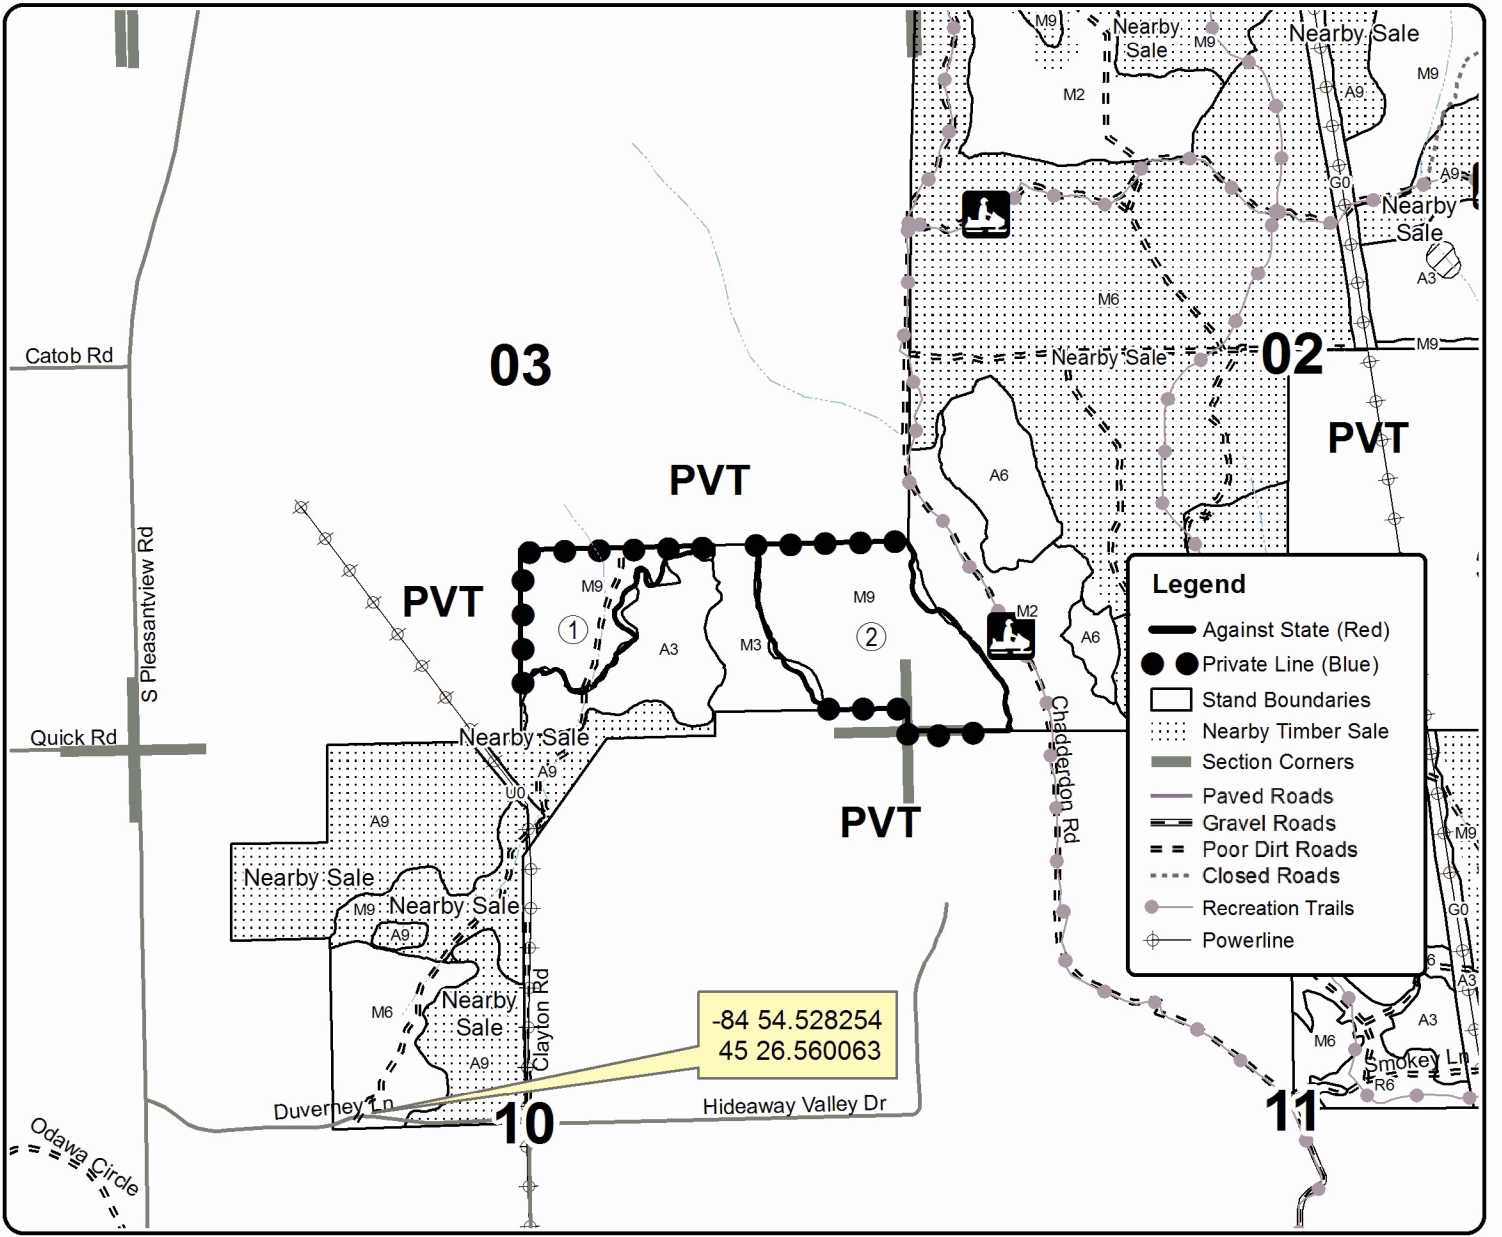 M9
Nearby
Sale
M9
Nearby Sale
M9
M2
A9
G0
A9
Nearby
Sale
A3
M6
Catob Rd
03
Nearby Sale
02
M9
PVT
PVT
A6
S Pleasantview Rd
PVT
M9
1
A3
M3
M9
2
M2
A6
Legend
Against State (Red)
Private Line (Blue)
Stand Boundaries
Nearby Timber Sale
Section Corners
Paved Roads
Gravel Roads
Poor Dirt Roads
Closed Roads
Recreation Trails
Powerline
Quick Rd
Nearby Sale
A9
U0
Chadderdon Rd
PVT
A9
M9
Nearby Sale
M9
Nearby Sale
A9
G0
6
A3
M6
Nearby
Sale
A9
Clayton Rd
-84 54.528254
45 26.560063
M6
A3
Smokey Ln
R6
Duverney Ln
10
Hideaway Valley Dr
11
Odawa Circle